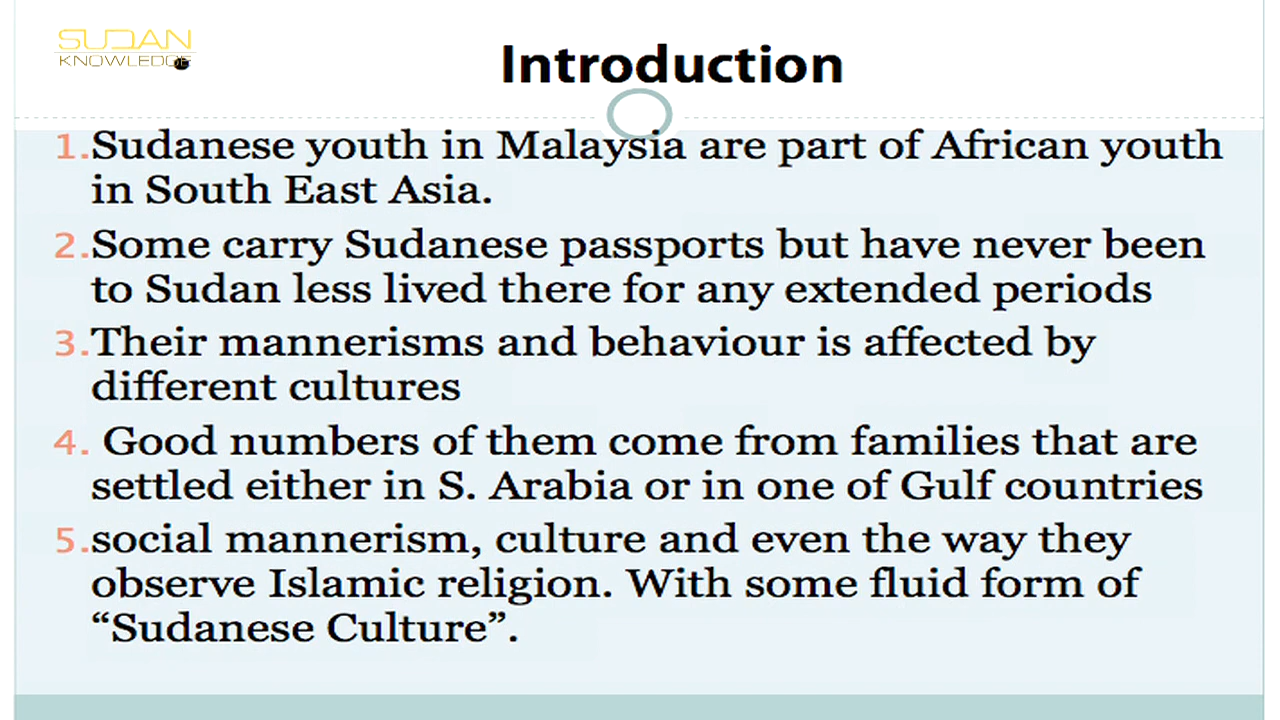 SUDAN
KNOWLEDGE
Introduction
1.Sudanese youth in Malaysia are part of African youth
in South East Asia.
2.Some carry Sudanese passports but have never been
to Sudan less lived there for any extended periods
3.Their mannerisms and behaviour is affected by
different cultures
4. Good numbers of them come from families that are
settled either in S. Arabia or in one of Gulf countries
5.social mannerism, culture and even the way they
observe Islamic religion. With some fluid form of
“Sudanese Culture”.